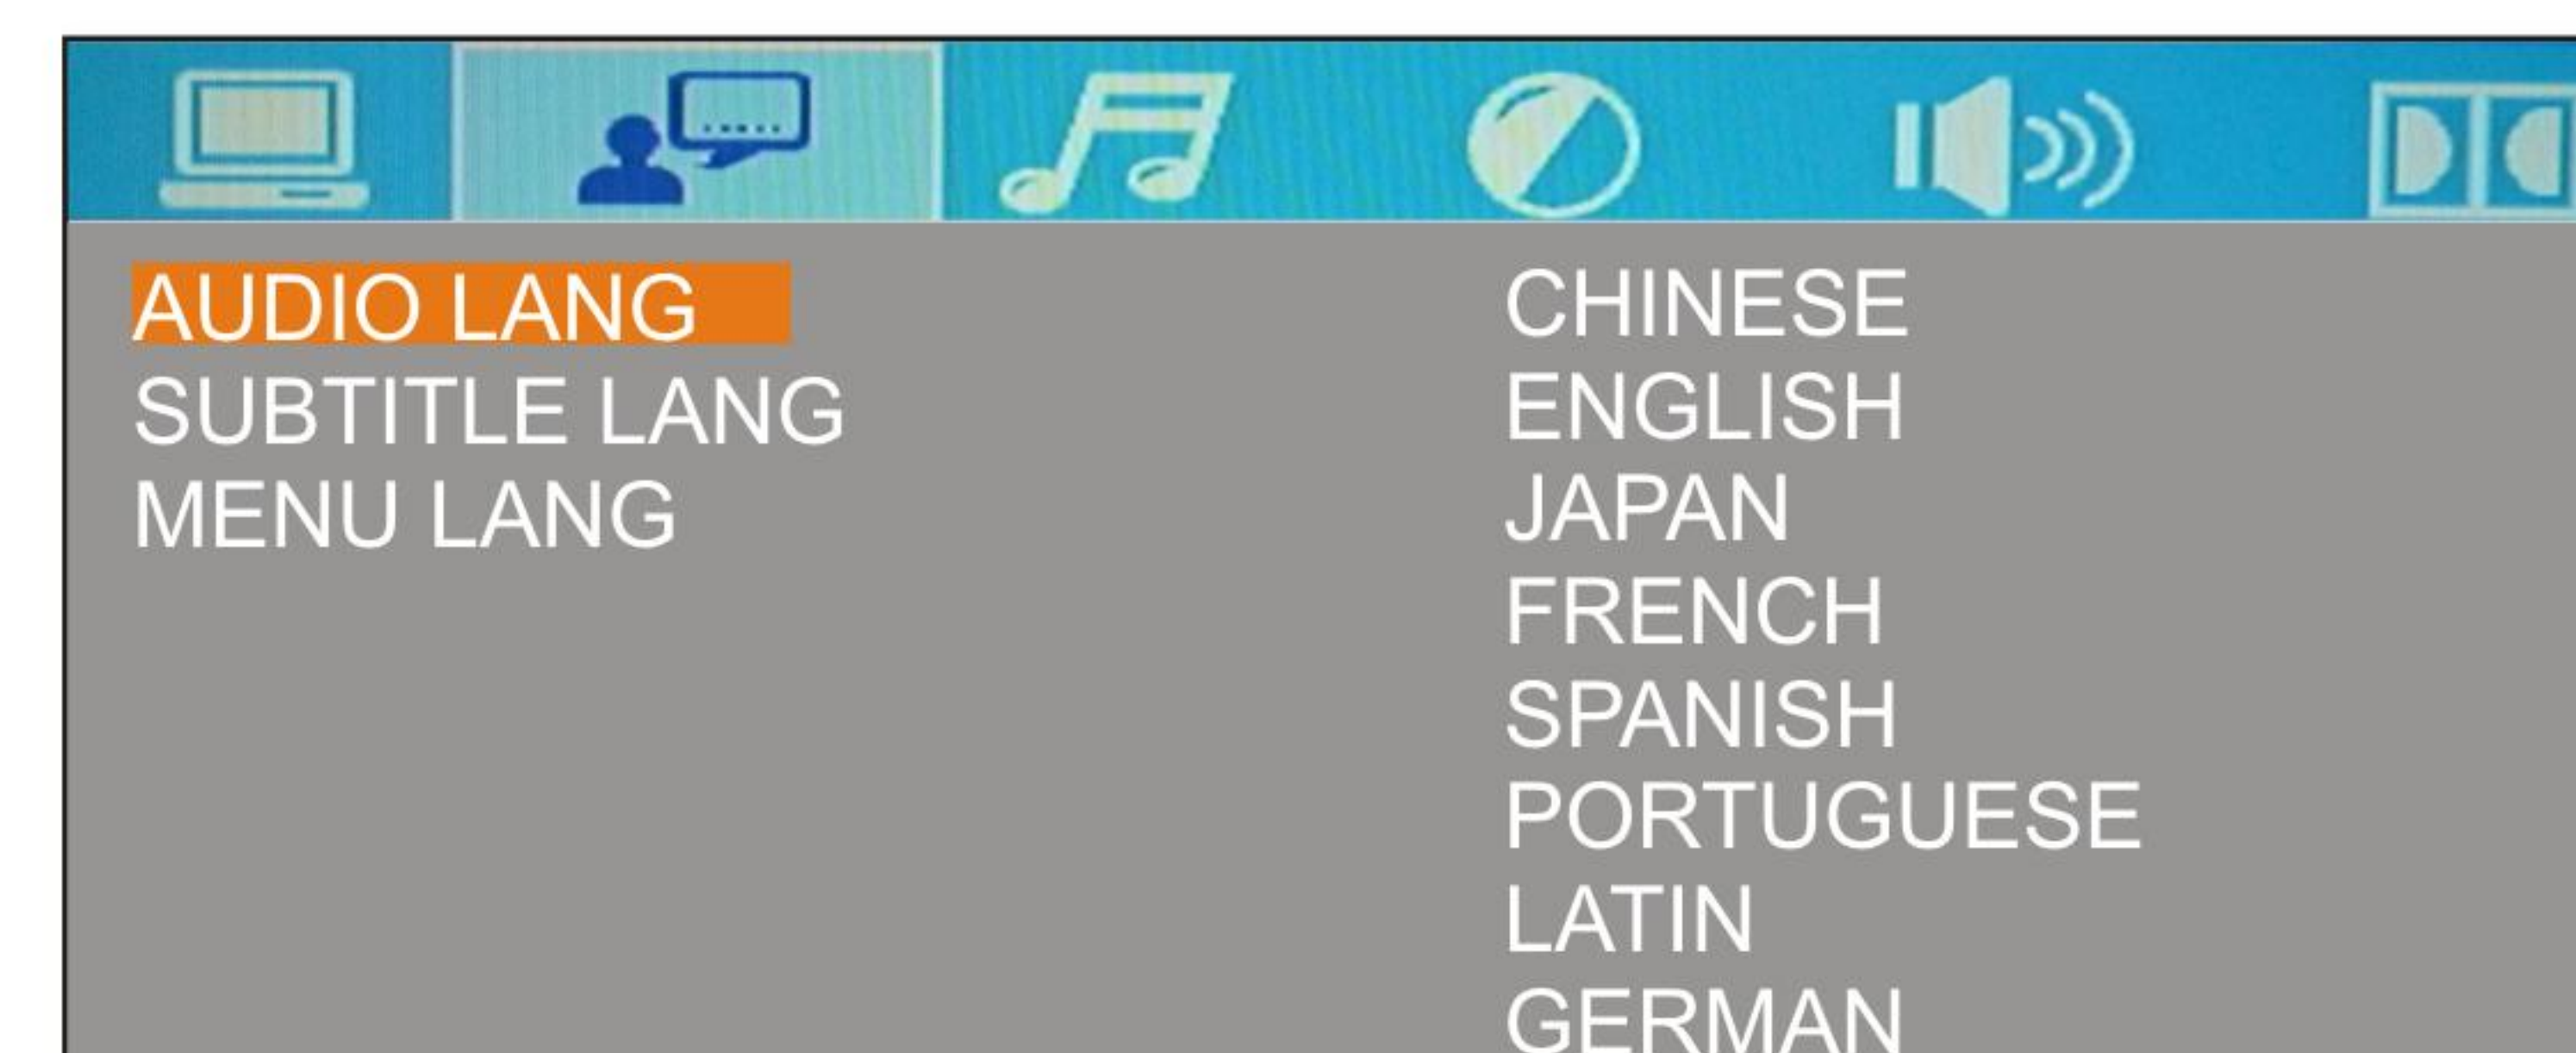 AUDIO LANG
SUBTITLE LANG
MENU LANG
CHINESE
ENGLISH
JAPAN
FRENCH
SPANISH
PORTUGUESE
LATIN
GERMAN